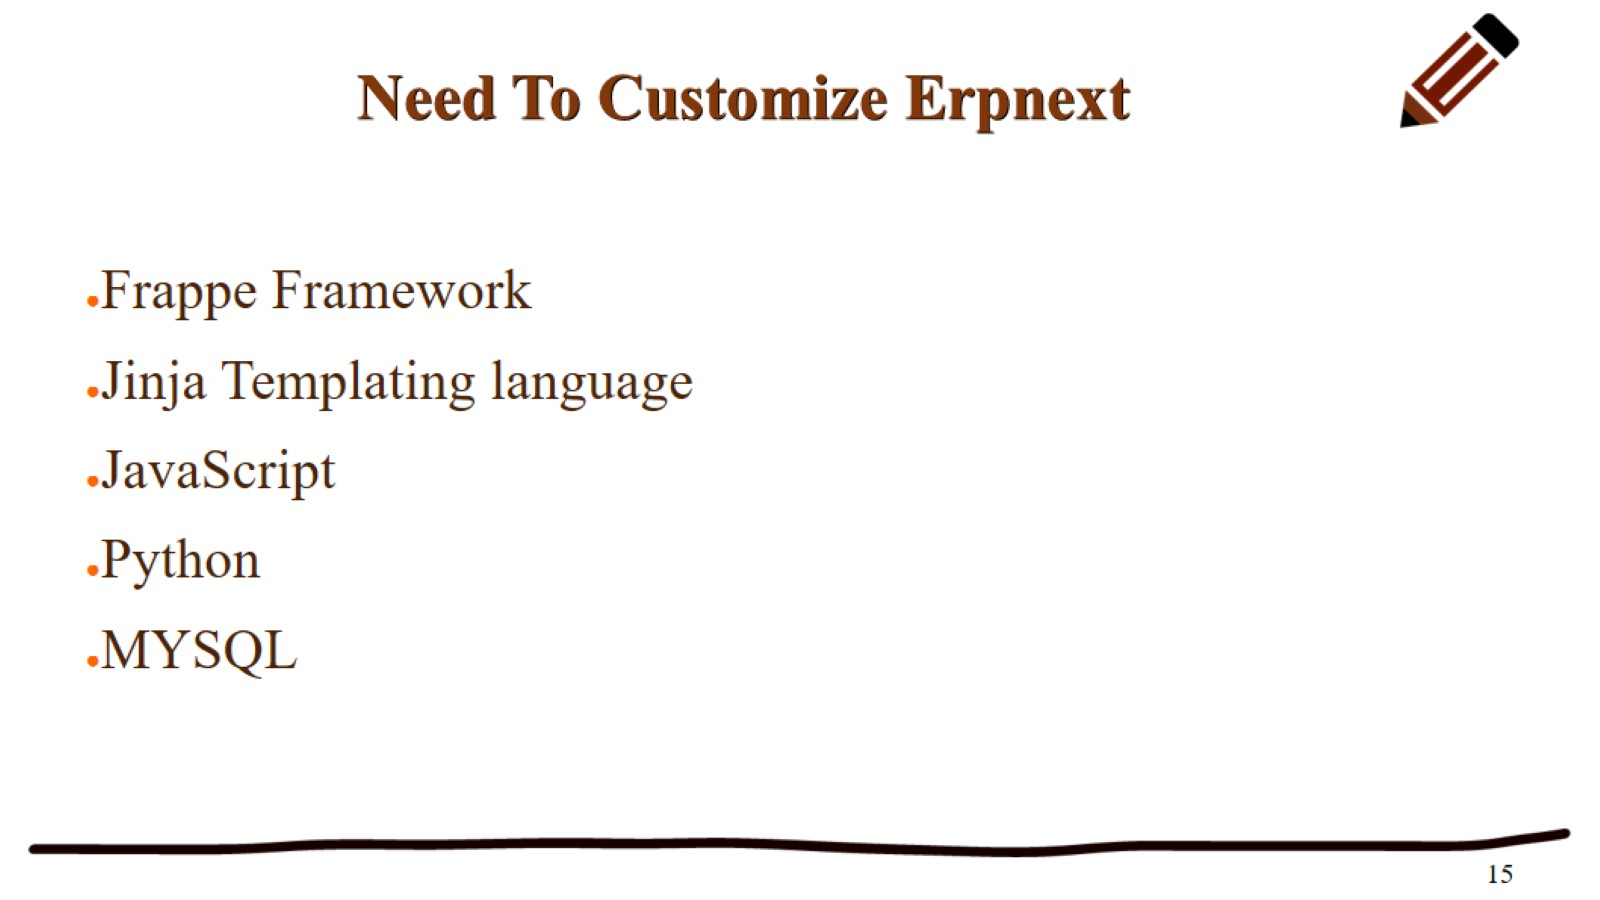 Need To Customize Erpnext
●Frappe Framework
●Jinja Templating language
●JavaScript
●Python
●MYSQL
15